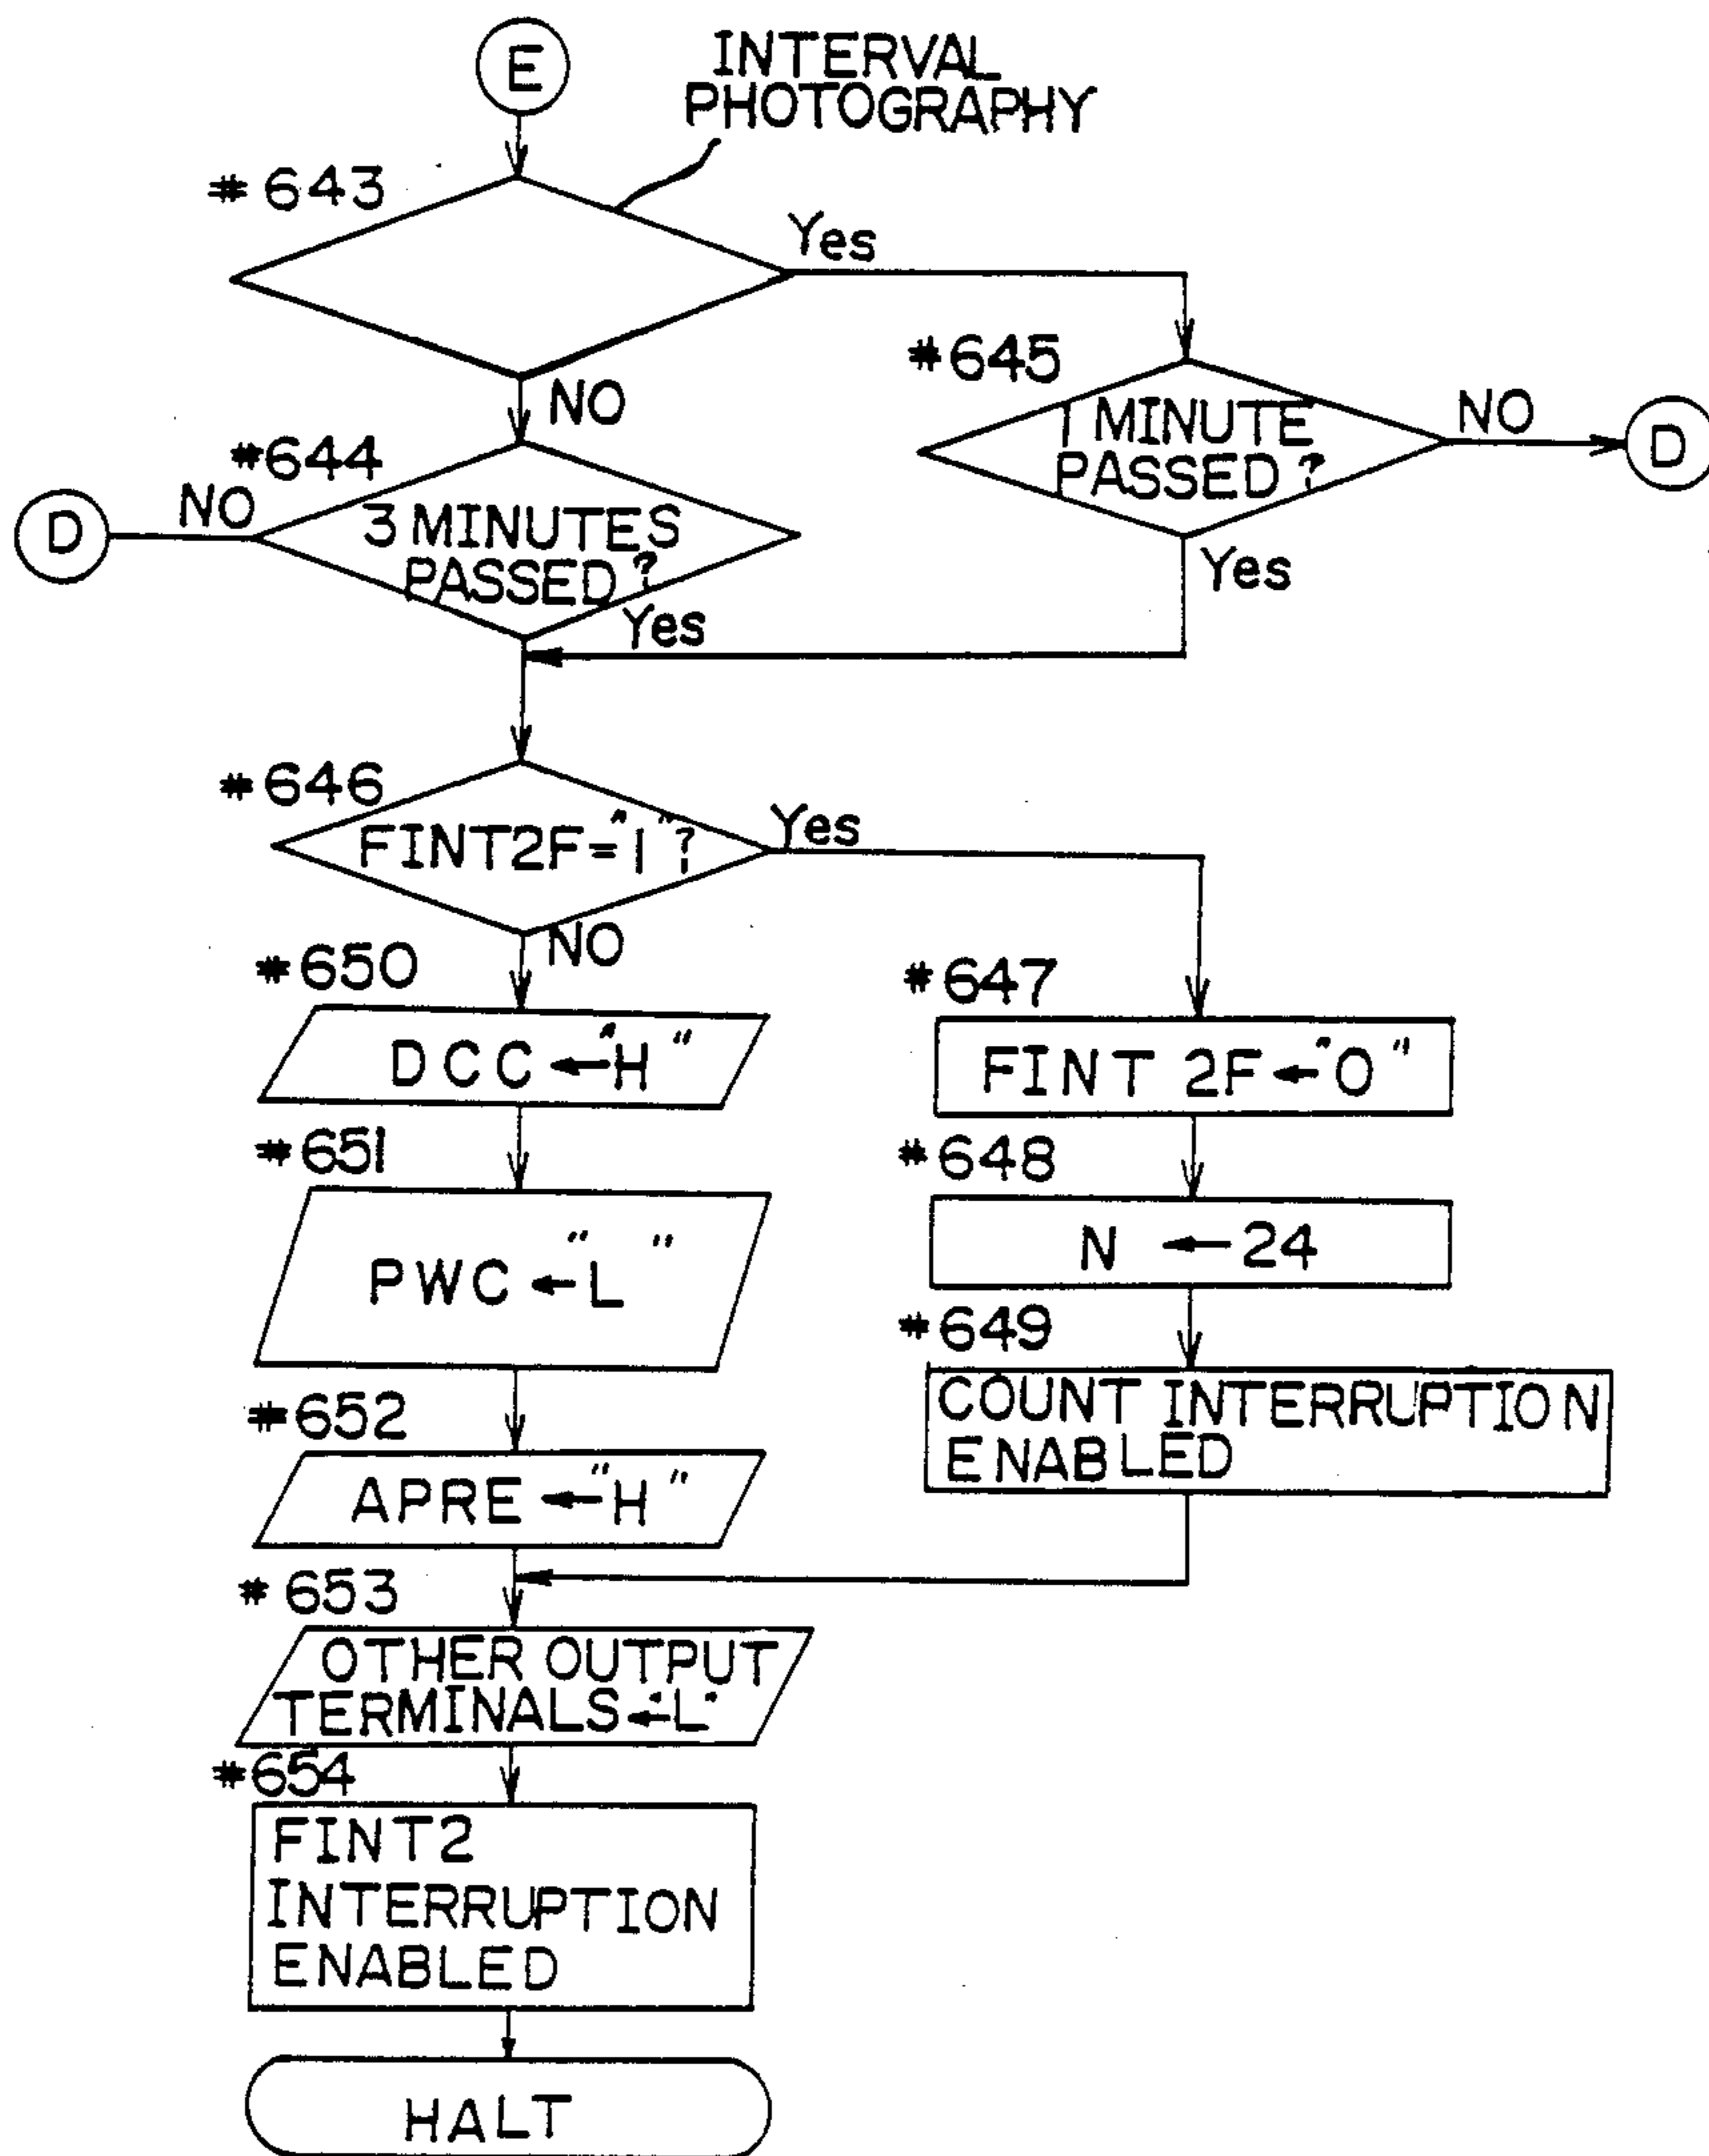 E
INTERVAL
PHOTOGRAPHY
#643
Yes
NO
#645
1 MINUTE
PASSED?
NO
D
Yes
#644
NO
D
3 MINUTES
PASSED?
Yes
#646
FINT2F="1"?
Yes
NO
#650
DCC←"H"
#647
FINT 2F←"0"
#651
PWC←"L"
#648
N ←24
#649
COUNT INTERRUPTION
ENABLED
#652
APRE←"H"
#653
OTHER OUTPUT
TERMINALS←"L"
#654
FINT2
INTERRUPTION
ENABLED
HALT